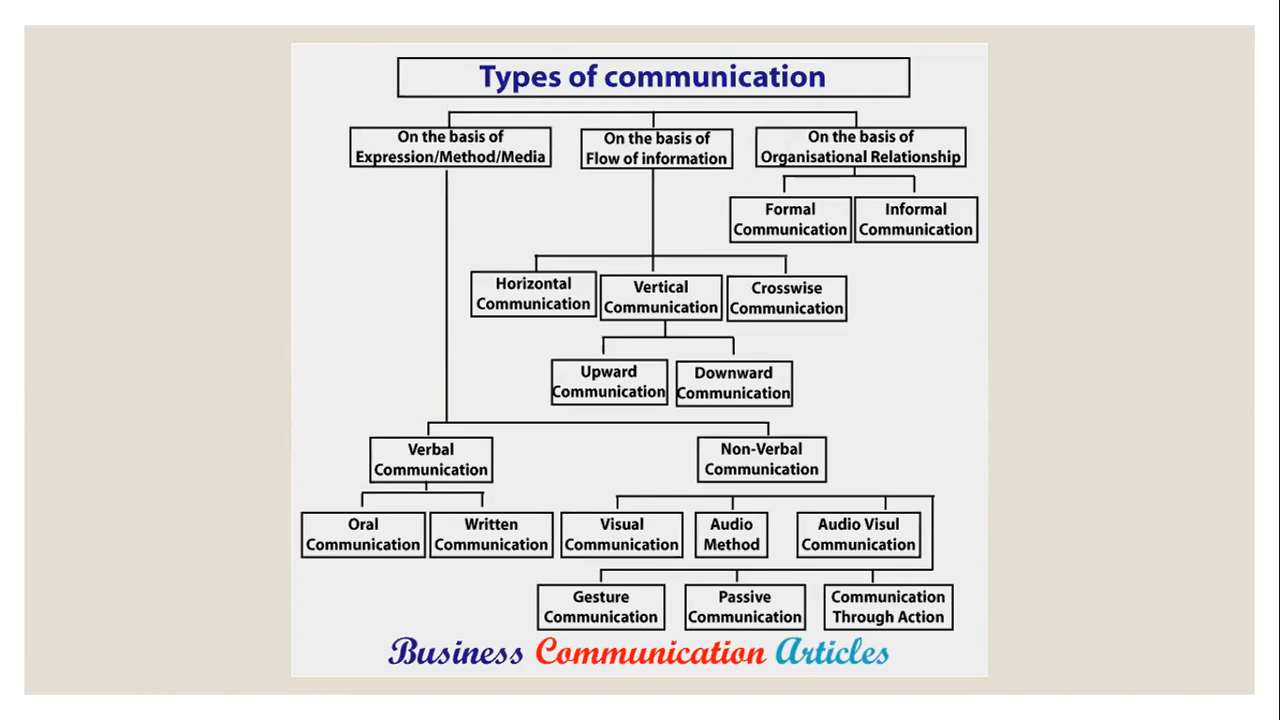 Types of communication
On the basis of
Expression/Method/Media
On the basis of
Flow of information
On the basis of
Organisational Relationship
Formal
Communication
Informal
Communication
Horizontal
Communication
Vertical
Communication
Crosswise
Communication
Upward
Communication
Downward
Communication
Verbal
Communication
Non-Verbal
Communication
Oral
Communication
Written
Communication
Visual
Communication
Audio
Method
Audio Visul
Communication
Gesture
Communication
Passive
Communication
Communication
Through Action
Business Communication Articles